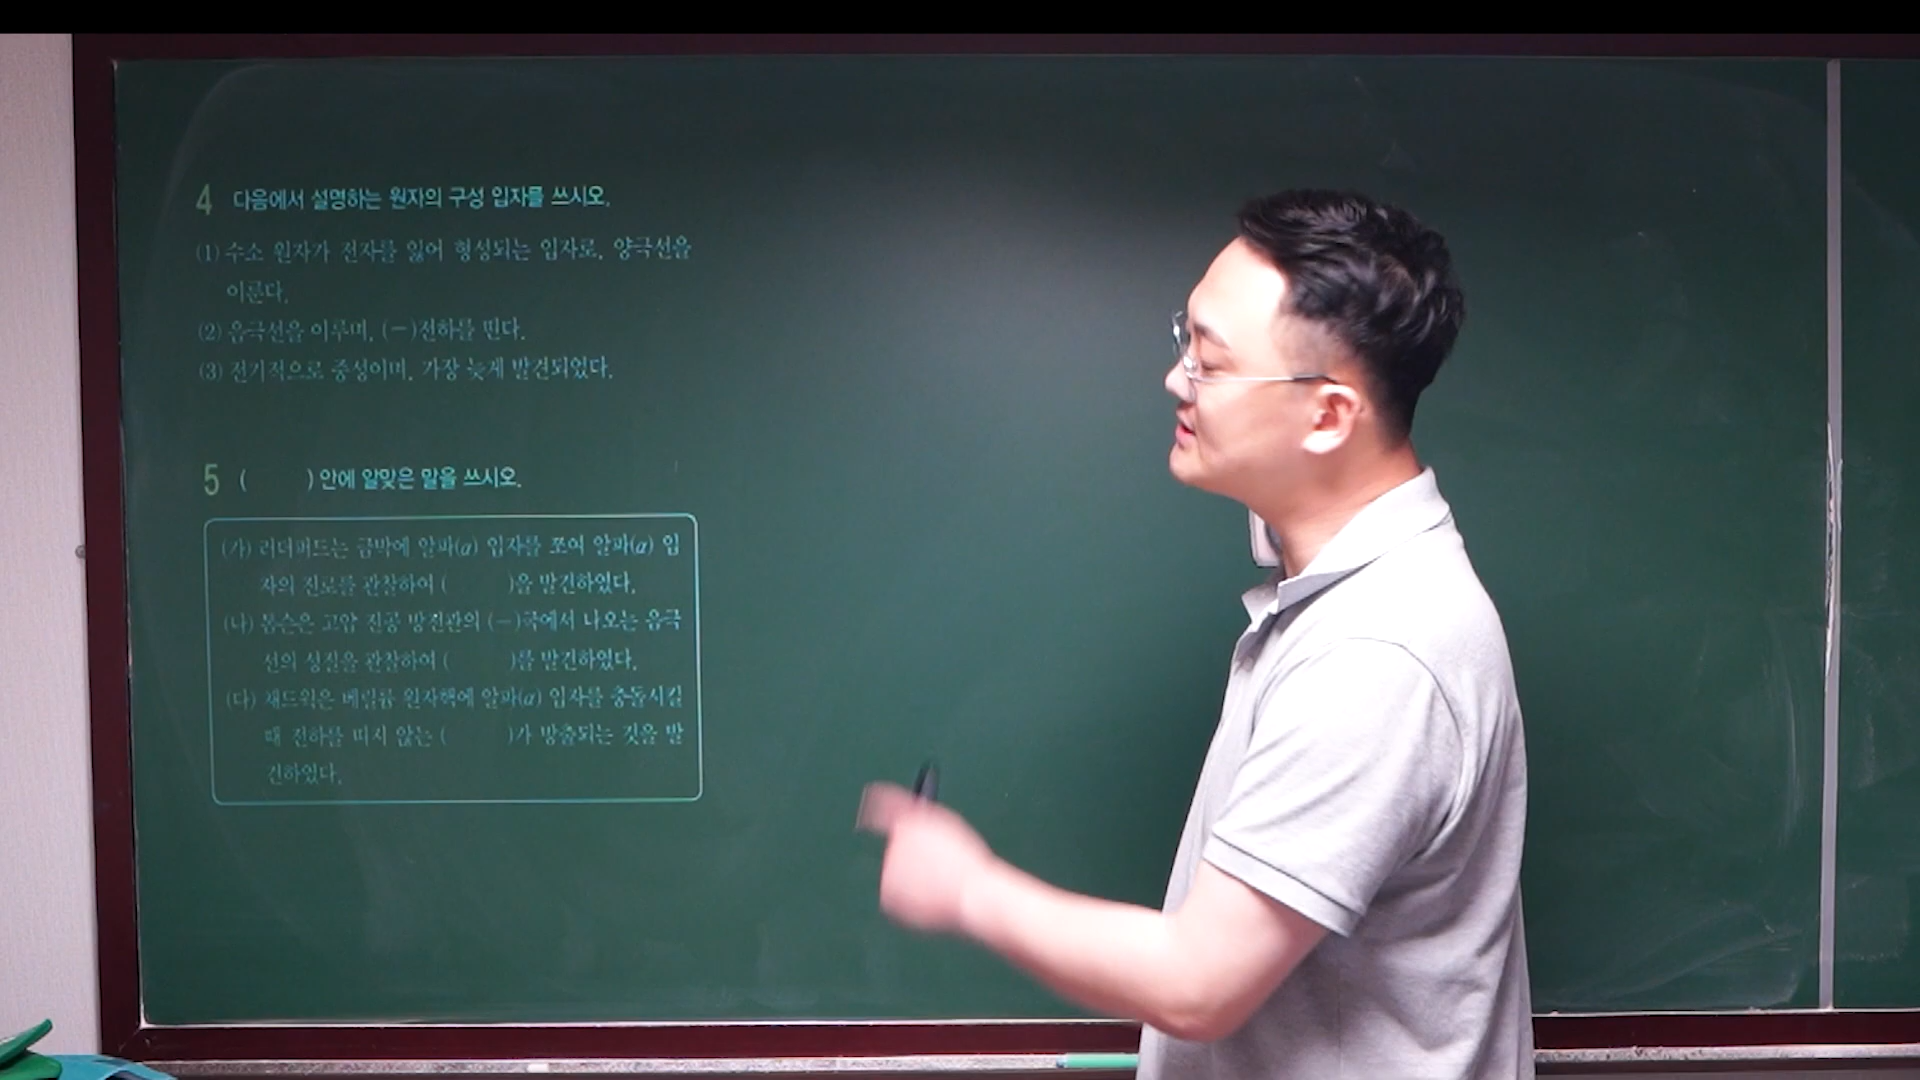 4 다음에서 설명하는 원자의 구성 입자를 쓰시오.
(1) 수소 원자가 전자를 잃어 형성되는 입자로, 양극선을
이룬다.
(2) 음극선을 이루며, (－)전하를 띤다.
(3) 전기적으로 중성이며, 가장 늦게 발견되었다.
5 (      ) 안에 알맞은 말을 쓰시오.
(가) 러더퍼드는 금박에 알파(α) 입자를 쪼여 알파(α) 입
자의 진로를 관찰하여 (      )을 발견하였다.
(나) 톰슨은 고압 진공 방전관의 (－)극에서 나오는 음극
선의 성질을 관찰하여 (      )를 발견하였다.
(다) 채드윅은 베릴륨 원자핵에 알파(α) 입자를 충돌시킬
때 전하를 띠지 않는 (      )가 방출되는 것을 발
견하였다.